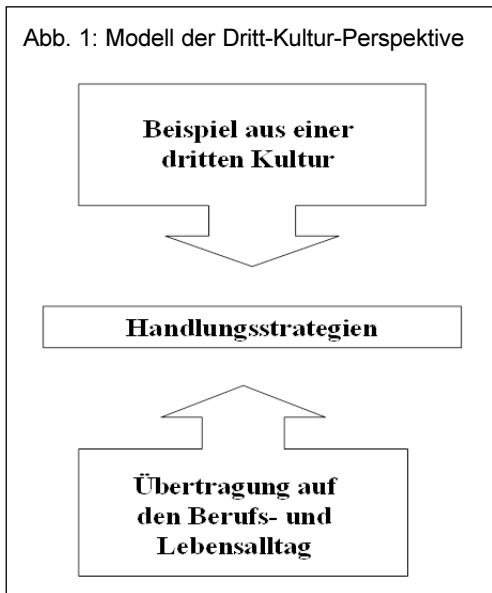 Abb. 1: Modell der Dritt-Kultur-Perspektive
Beispiel aus einer
dritten Kultur
Handlungsstrategien
Übertragung auf
den Berufs- und
Lebensalltag